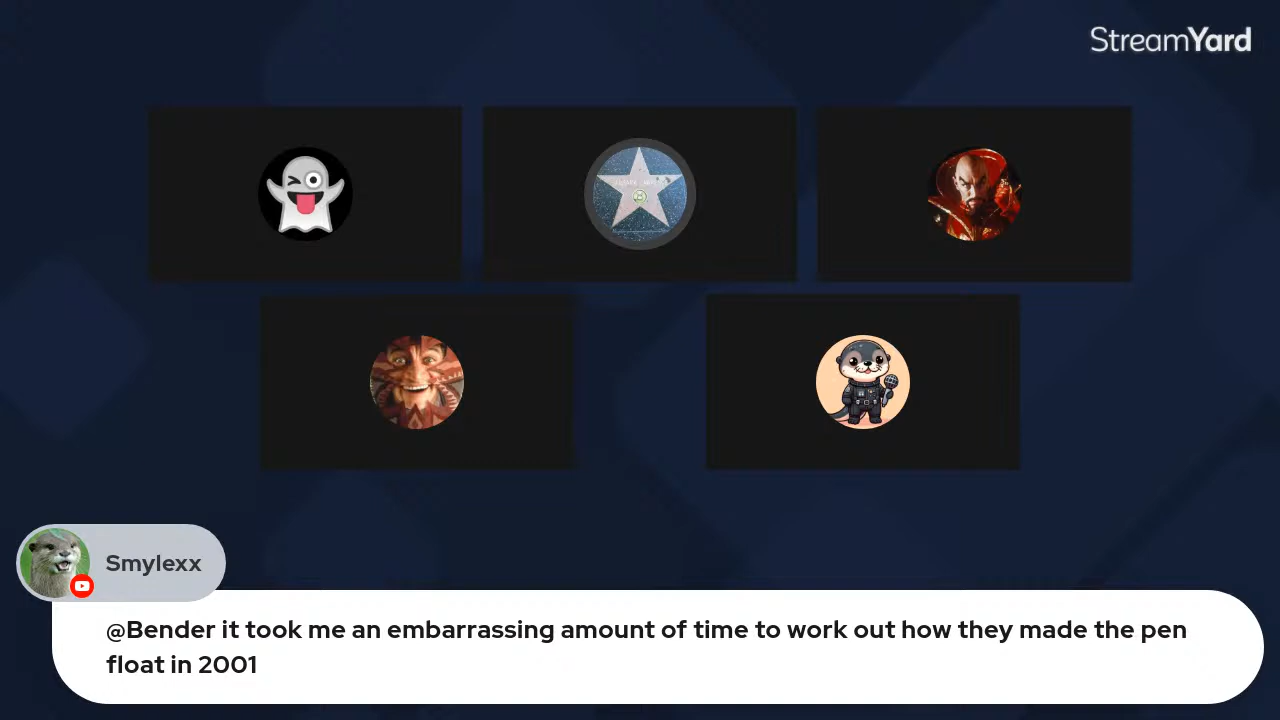 StreamYard
Smylexx
@Bender it took me an embarrassing amount of time to work out how they made the pen
float in 2001